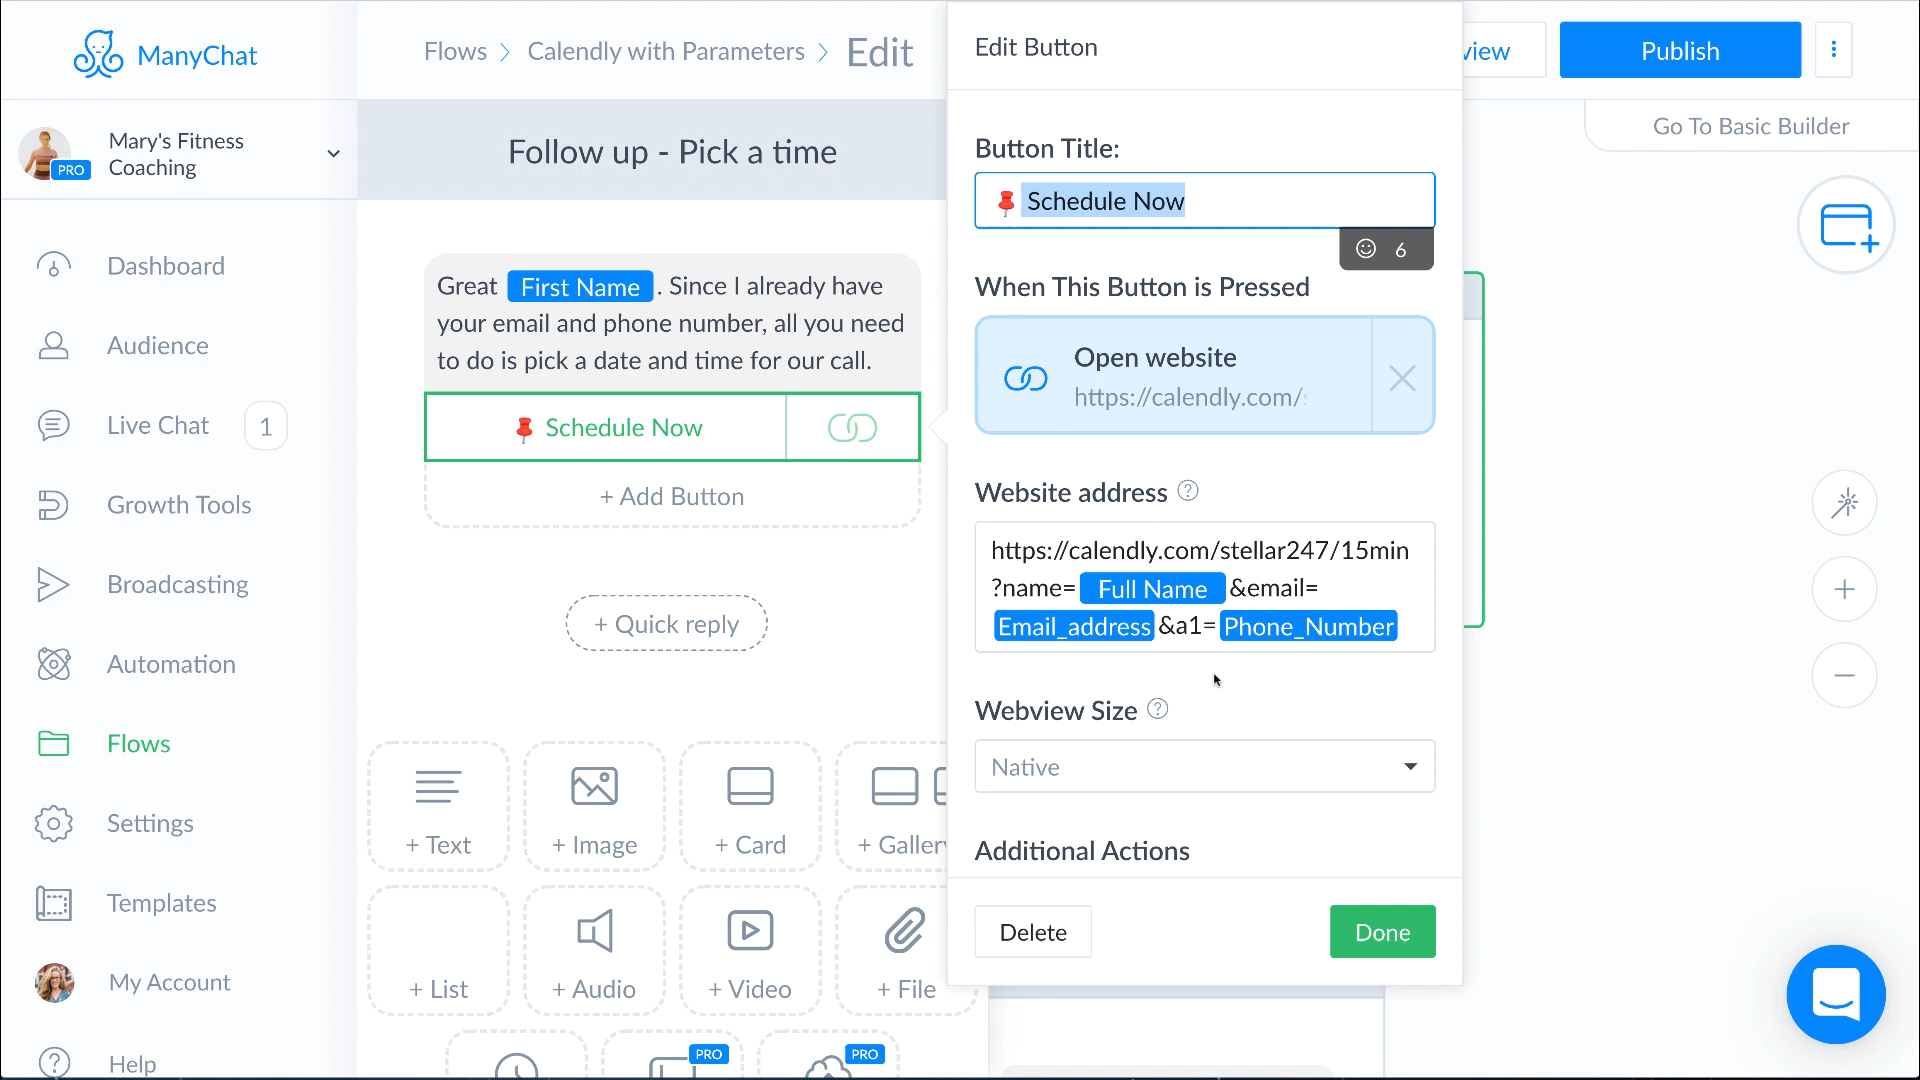 ManyChat
Flows > Calendly with Parameters > Edit
Publish
Mary's Fitness
Coaching
PRO
Dashboard
Audience
Live Chat 1
Growth Tools
Broadcasting
Automation
Flows
Settings
Templates
My Account
Help
Follow up - Pick a time
Great First Name . Since I already have
your email and phone number, all you need
to do is pick a date and time for our call.
📌 Schedule Now
+ Add Button
+ Quick reply
+ Text
+ Image
+ Card
+ Gallery
+ List
+ Audio
+ Video
+ File
PRO
PRO
Edit Button
Button Title:
📌 Schedule Now
6
When This Button is Pressed
Open website
https://calendly.com/
Website address ?
https://calendly.com/stellar247/15min
?name= Full Name &email=
Email_address &a1= Phone_Number
Webview Size ?
Native
Additional Actions
Delete
Done
Go To Basic Builder